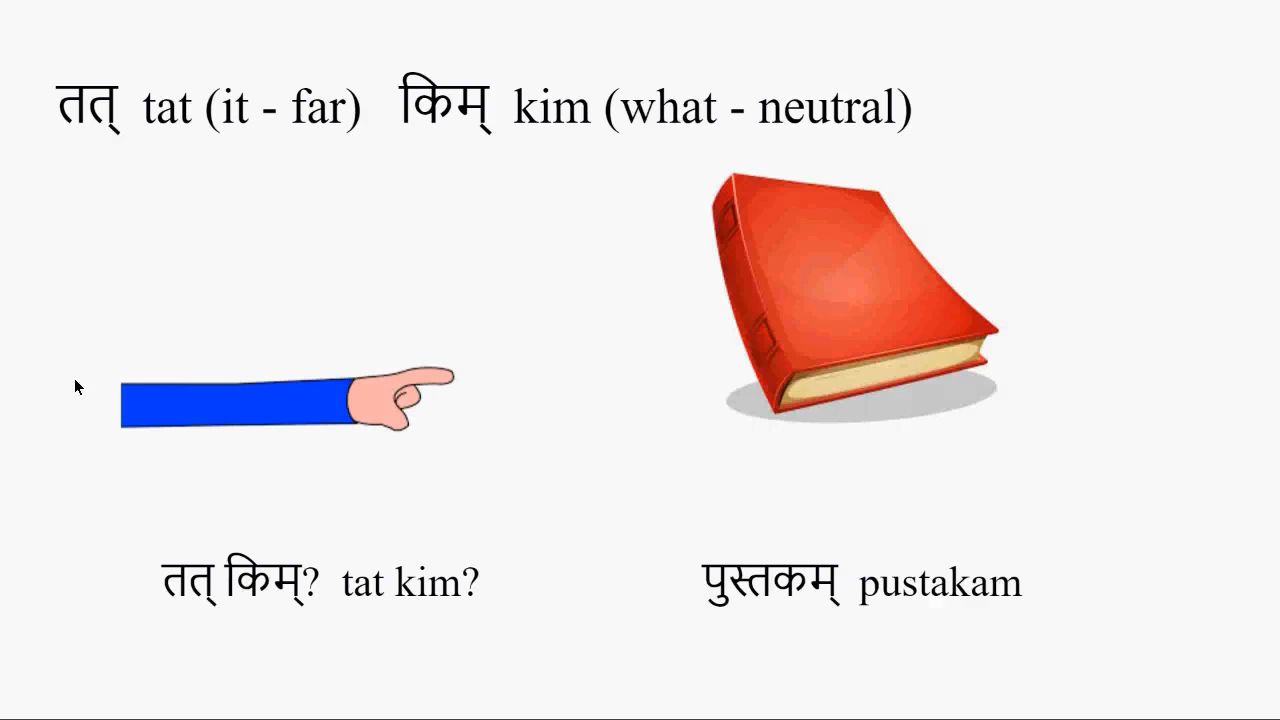 तत् tat (it - far) किम् kim (what - neutral)
तत् किम्? tat kim? पुस्तकम् pustakam